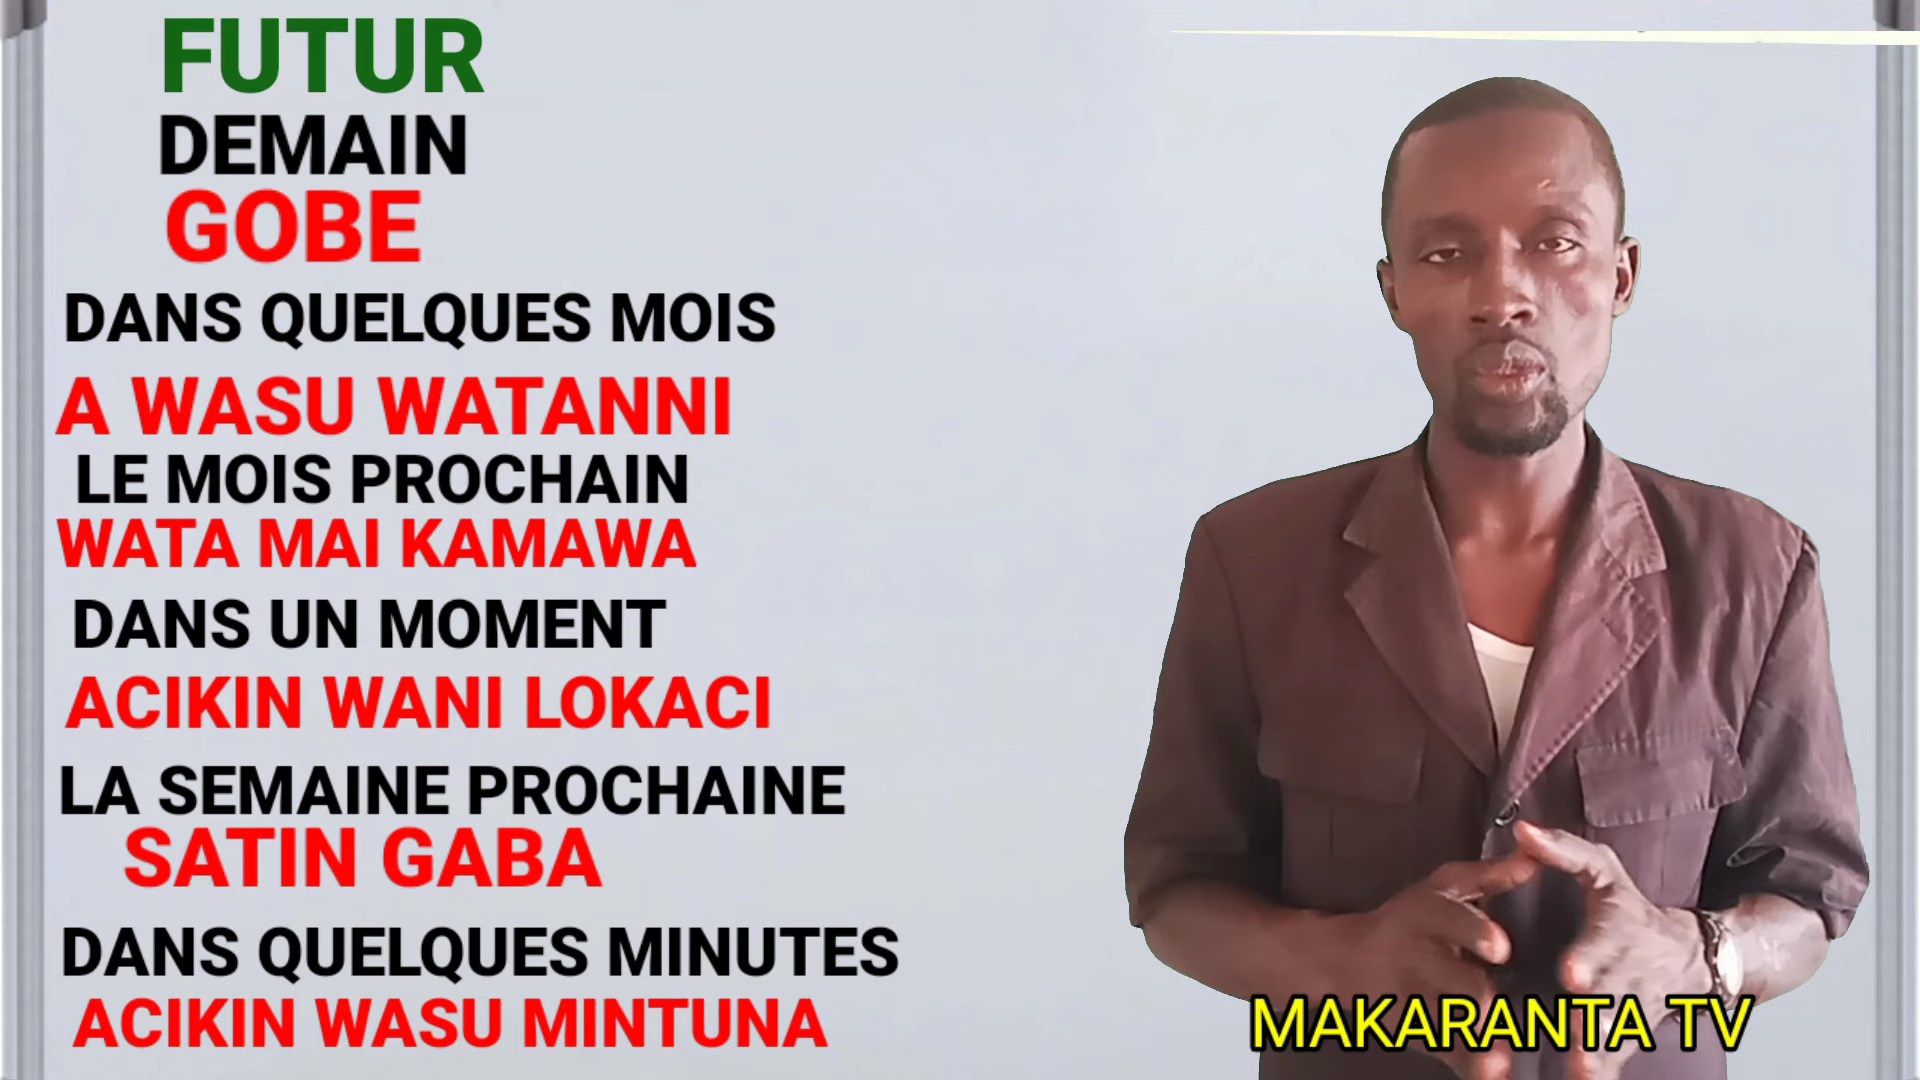 FUTUR
DEMAIN
GOBE
DANS QUELQUES MOIS
A WASU WATANNI
LE MOIS PROCHAIN
WATA MAI KAMAWA
DANS UN MOMENT
ACIKIN WANI LOKACI
LA SEMAINE PROCHAINE
SATIN GABA
DANS QUELQUES MINUTES
ACIKIN WASU MINTUNA
MAKARANTA TV